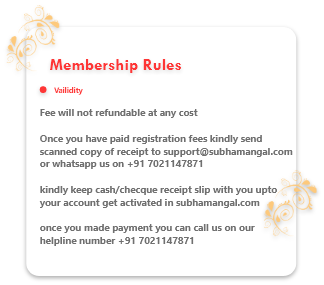 Membership Rules
Vailidity
Fee will not refundable at any cost
Once you have paid registration fees kindly send
scanned copy of receipt to support@subhamangal.com
or whatsapp us on +91 7021147871
kindly keep cash/checque receipt slip with you upto
your account get activated in subhamangal.com
once you made payment you can call us on our
helpline number +91 7021147871